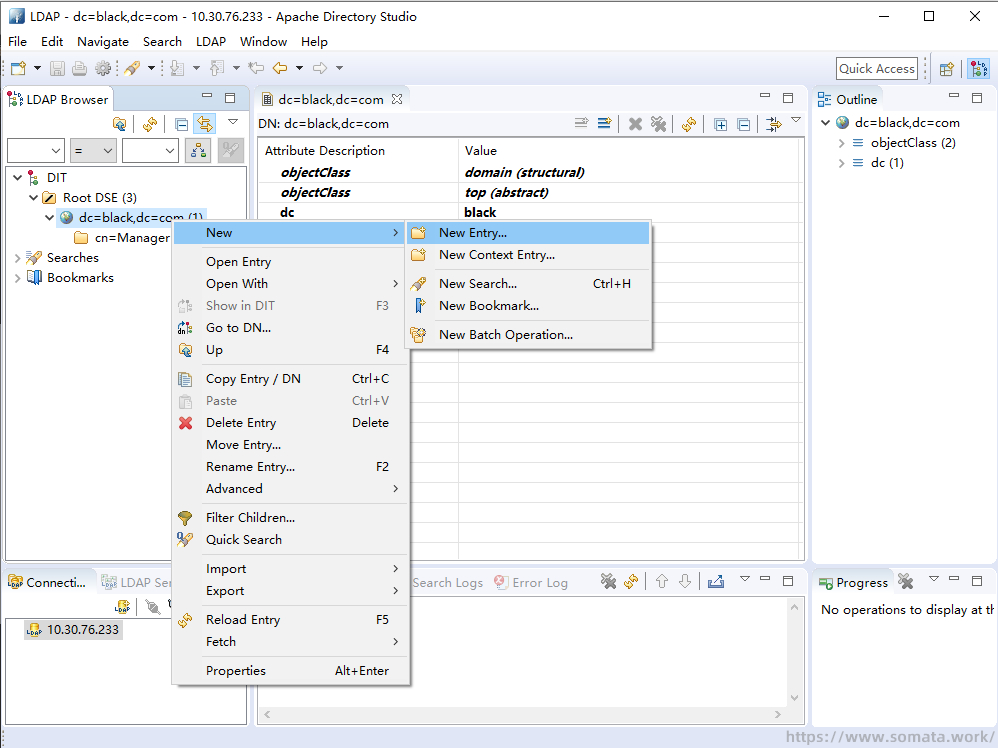 LDAP - dc=black,dc=com - 10.30.76.233 - Apache Directory Studio
File Edit Navigate Search LDAP Window Help
Quick Access
LDAP Browser
=
DIT
Root DSE (3)
dc=black,dc=com (1)
cn=Manager
Searches
Bookmarks
dc=black,dc=com
DN: dc=black,dc=com
Attribute Description Value
objectClass domain (structural)
objectClass top (abstract)
dc black
Outline
dc=black,dc=com
objectClass (2)
dc (1)
New
Open Entry
Open With
Show in DIT F3
Go to DN...
Up F4
Copy Entry / DN Ctrl+C
Paste Ctrl+V
Delete Entry Delete
Move Entry...
Rename Entry... F2
Advanced
Filter Children...
Quick Search
Import
Export
Reload Entry F5
Fetch
Properties Alt+Enter
New Entry...
New Context Entry...
New Search... Ctrl+H
New Bookmark...
New Batch Operation...
Connecti...
LDAP Ser
10.30.76.233
Search Logs
Error Log
Progress
No operations to display at th
https://www.somata.work/